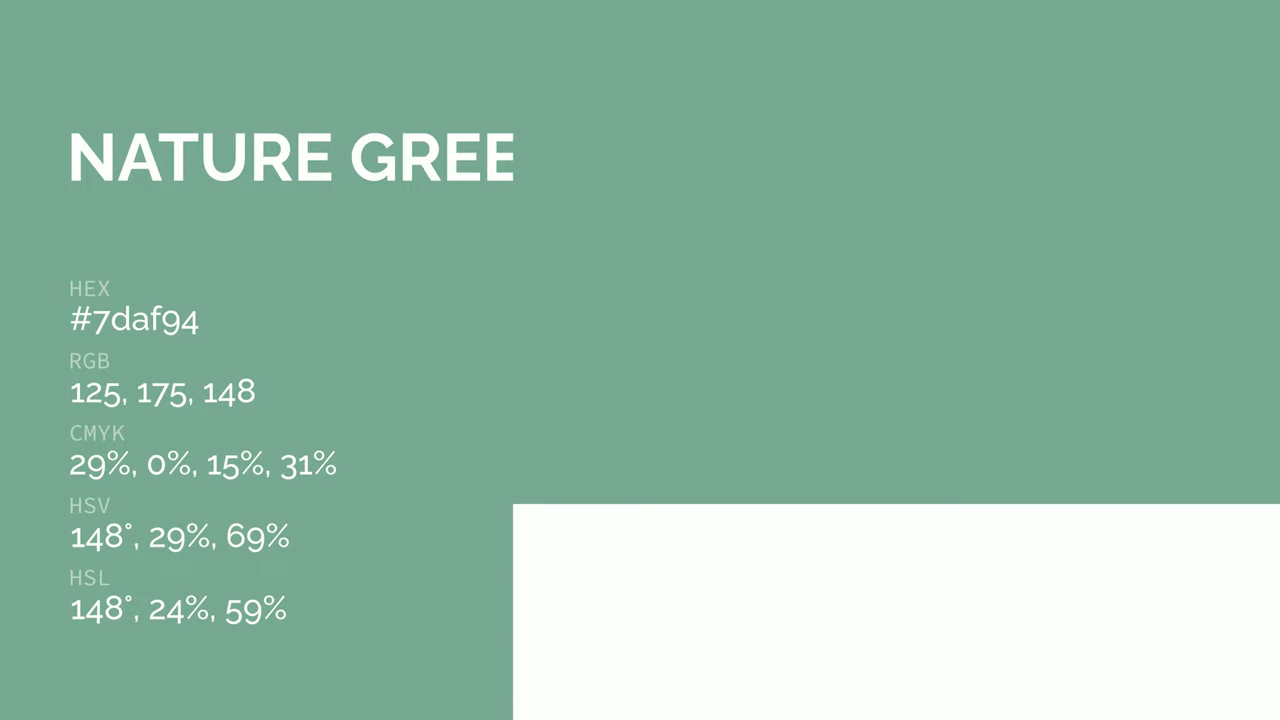 NATURE GREE
HEX
#7daf94
RGB
125, 175, 148
CMYK
29%, 0%, 15%, 31%
HSV
148°, 29%, 69%
HSL
148°, 24%, 59%